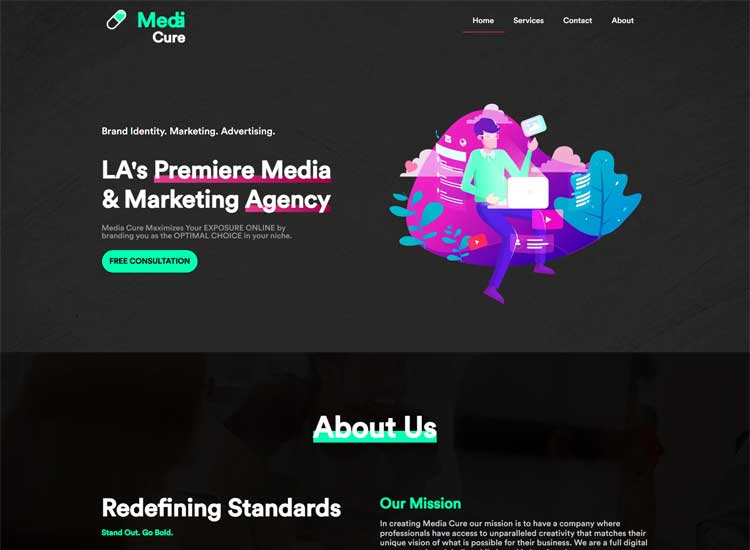 Medi
Cure
Home Services Contact About
Brand Identity. Marketing. Advertising.
LA's Premiere Media
& Marketing Agency
Media Cure Mxximizes Your EXPOSURE ONLINE by
branding you as the OPTIMAL CHOICE in your niche.
FREE CONSULTATION
About Us
Redefining Standards
Stand Out. Go Bold.
Our Mission
In creating Media Cure our mission is to have a company where
professionals have access to unparalleled creativity that matches their
unique vision of what is possible for their business. We are a full digital